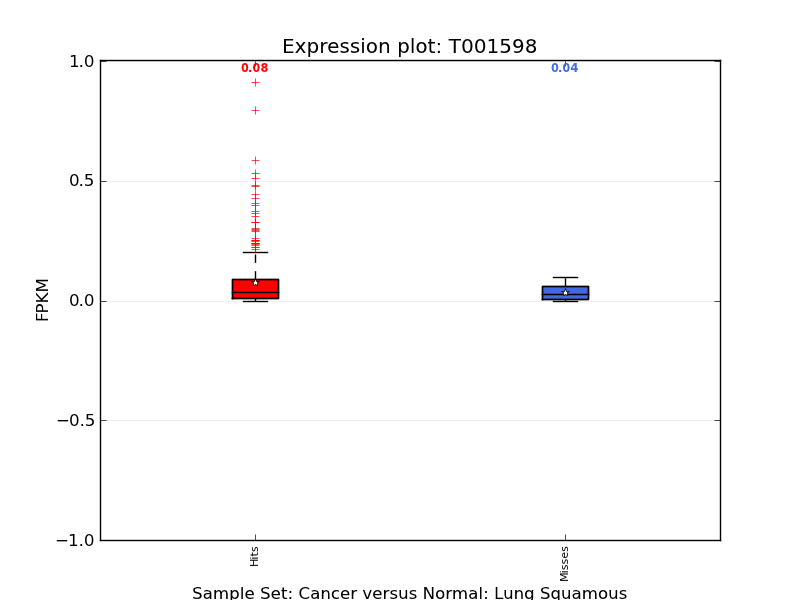 Expression plot: T001598
1.0
0.08
0.04
0.5
0.0
−0.5
−1.0
FPKM
Hits
Misses
Sample Set: Cancer versus Normal: Lung Squamous